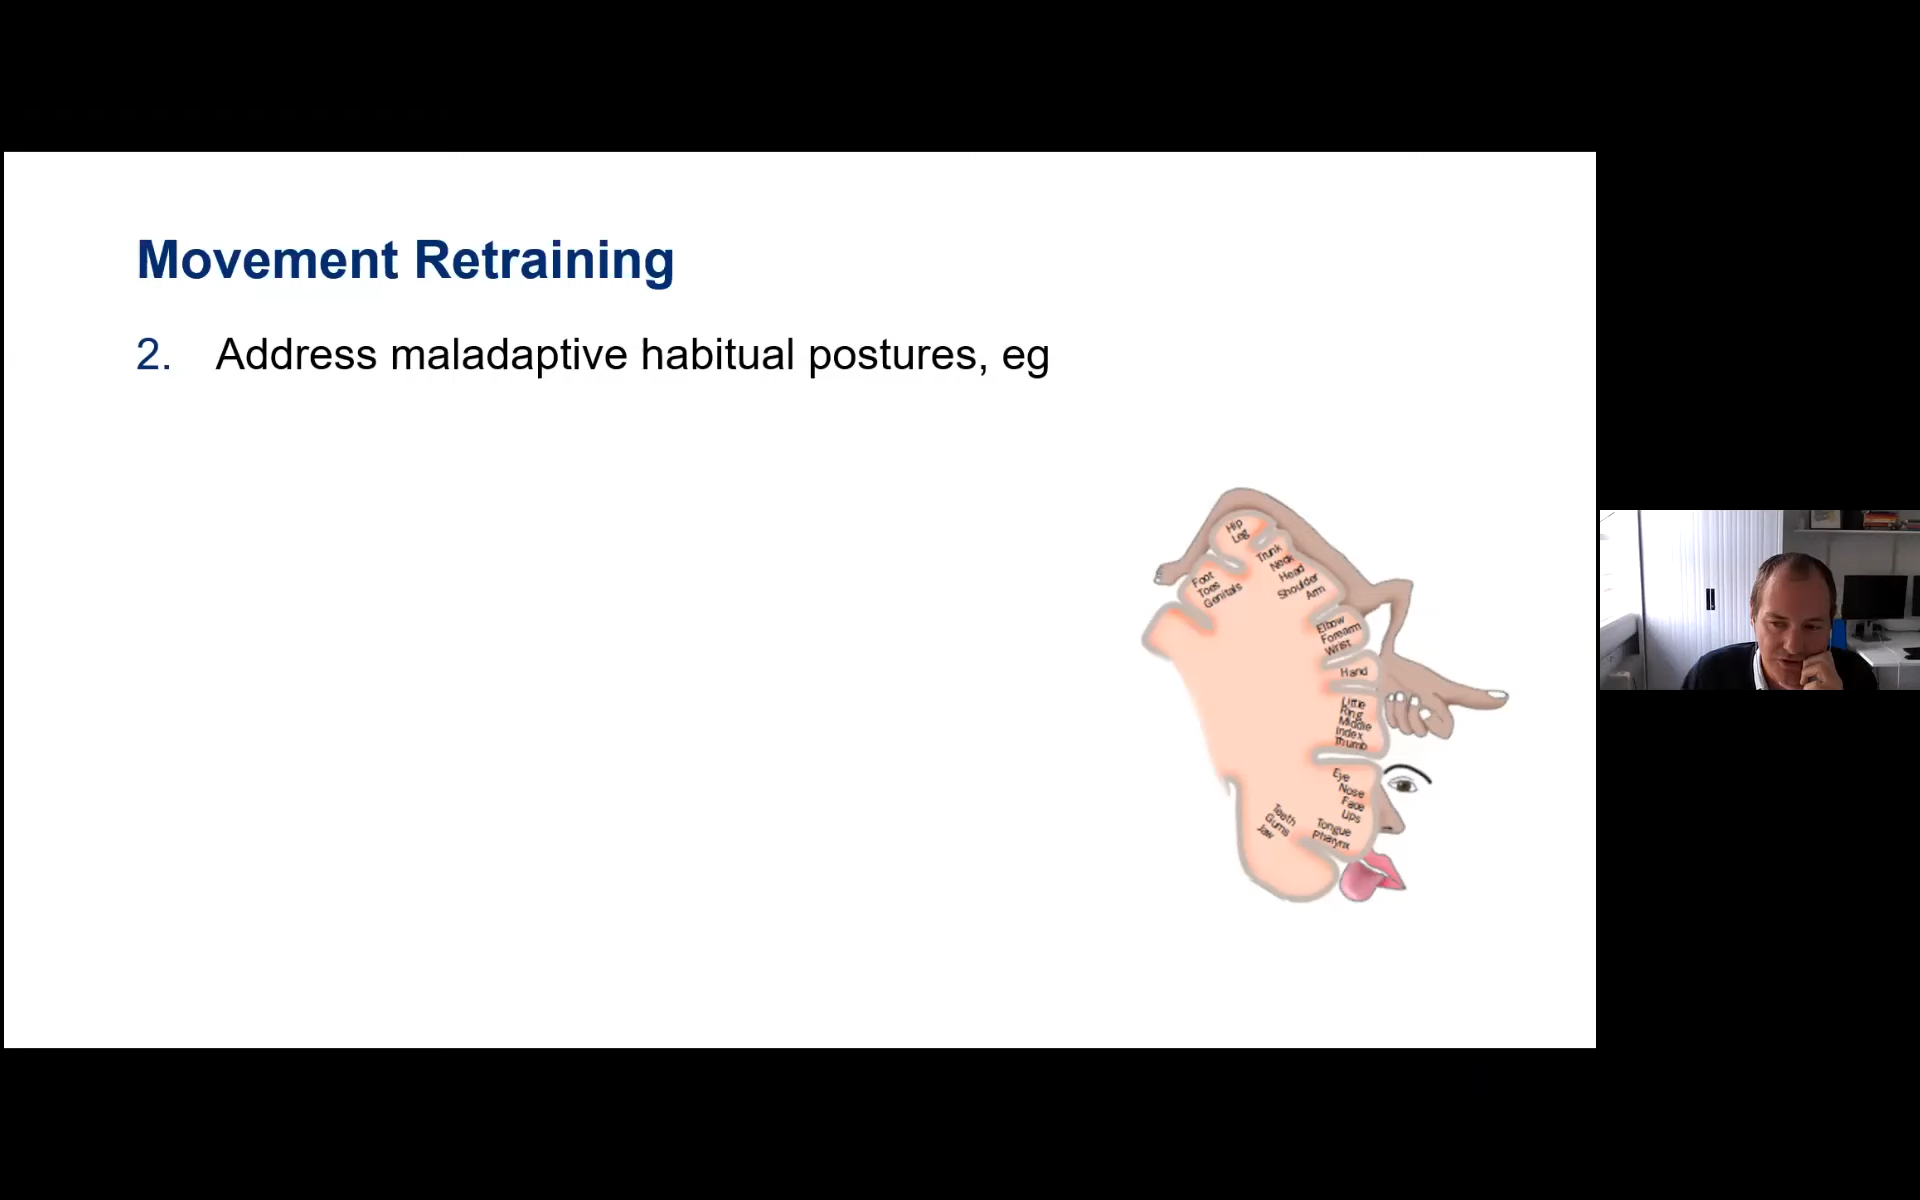 Movement Retraining
2. Address maladaptive habitual postures, eg
Hip
Leg
Trunk
Neck
Head
Shoulder
Arm
Foot
Toes
Genitals
Elbow
Forearm
Wrist
Hand
Little
Ring
Middle
Index
Thumb
Eye
Nose
Face
Lips
Teeth
Gums
Jaw
Tongue
Pharynx